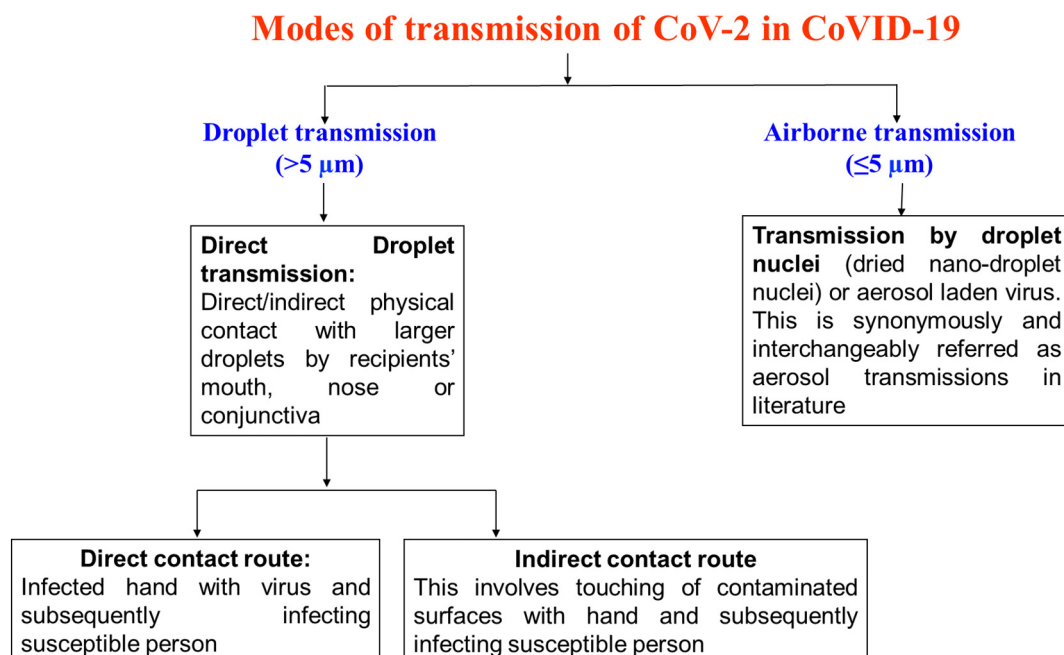 Modes of transmission of CoV-2 in CoVID-19
Droplet transmission
(>5 µm)
Airborne transmission
(≤5 µm)
Direct Droplet
transmission:
Direct/indirect physical
contact with larger
droplets by recipients’
mouth, nose or
conjunctiva
Transmission by droplet
nuclei (dried nano-droplet
nuclei) or aerosol laden virus.
This is synonymously and
interchangeably referred as
aerosol transmissions in
literature
Direct contact route:
Infected hand with virus and
subsequently infecting
susceptible person
Indirect contact route
This involves touching of contaminated
surfaces with hand and subsequently
infecting susceptible person